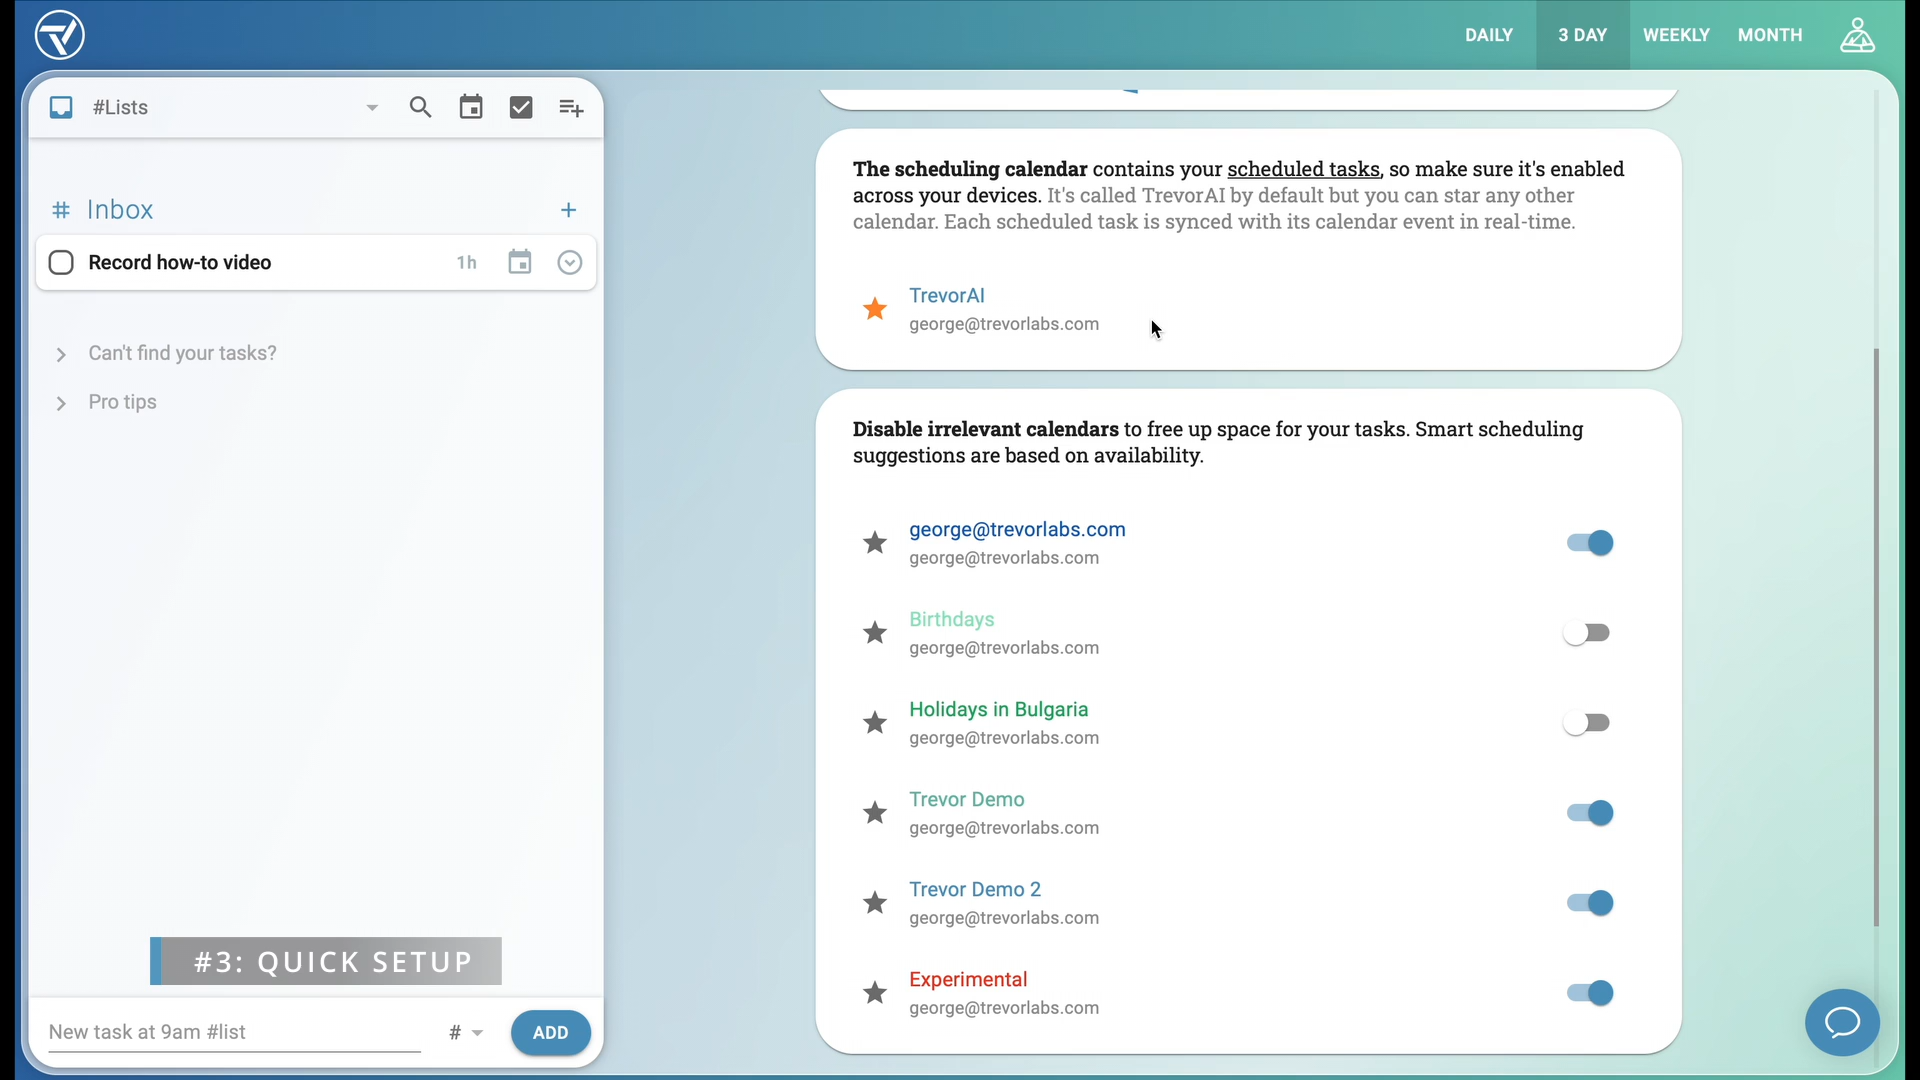 DAILY
3 DAY
WEEKLY
MONTH
#Lists
# Inbox
+
Record how-to video
1h
Can't find your tasks?
Pro tips
#3: QUICK SETUP
New task at 9am #list
#
ADD
The scheduling calendar contains your scheduled tasks, so make sure it's enabled
across your devices. It's called TrevorAI by default but you can star any other
calendar. Each scheduled task is synced with its calendar event in real-time.
TrevorAI
george@trevorlabs.com
Disable irrelevant calendars to free up space for your tasks. Smart scheduling
suggestions are based on availability.
george@trevorlabs.com
george@trevorlabs.com
Birthdays
george@trevorlabs.com
Holidays in Bulgaria
george@trevorlabs.com
Trevor Demo
george@trevorlabs.com
Trevor Demo 2
george@trevorlabs.com
Experimental
george@trevorlabs.com